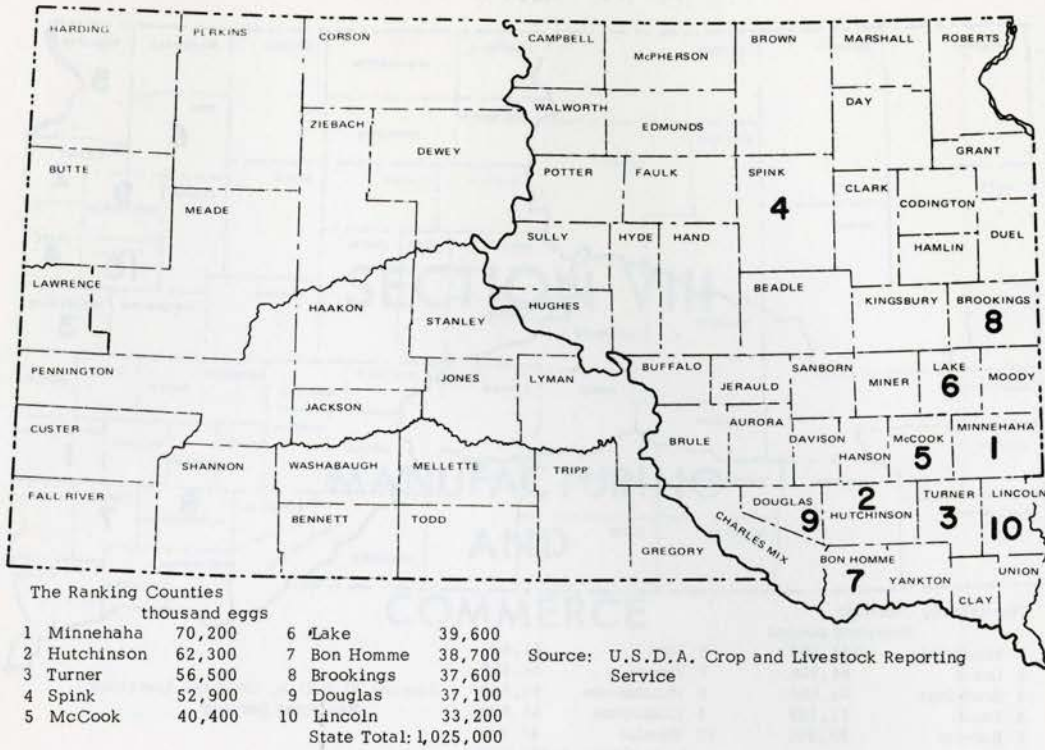 HARDING
PERKINS
CORSON
CAMPBELL
McPHERSON
BROWN
MARSHALL
ROBERTS
WALWORTH
EDMUNDS
DAY
ZIEBACH
DEWEY
GRANT
BUTTE
POTTER
FAULK
SPINK
4
CLARK
CODINGTON
MEADE
SULLY
HYDE
HAND
HAMLIN
DUEL
LAWRENCE
HAAKON
STANLEY
HUGHES
BEADLE
KINGSBURY
BROOKINGS
8
PENNINGTON
JONES
LYMAN
BUFFALO
JERAULD
SANBORN
MINER
LAKE
6
MOODY
JACKSON
CUSTER
BRULE
AURORA
DAVISON
HANSON
McCOOK
5
MINNEHAHA
1
SHANNON
WASHABAUGH
MELLETTE
TRIPP
FALL RIVER
BENNETT
TODD
GREGORY
CHARLES MIX
DOUGLAS
9
2
HUTCHINSON
TURNER
3
LINCOLN
10
BON HOMME
7
YANKTON
CLAY
UNION
The Ranking Counties
thousand eggs
1 Minnehaha 70,200 6 Lake 39,600
2 Hutchinson 62,300 7 Bon Homme 38,700
3 Turner 56,500 8 Brookings 37,600
4 Spink 52,900 9 Douglas 37,100
5 McCook 40,400 10 Lincoln 33,200
State Total: 1,025,000
Source: U.S.D.A. Crop and Livestock Reporting
Service
SECTION VIII
MANUFACTURING
AND
COMMERCE